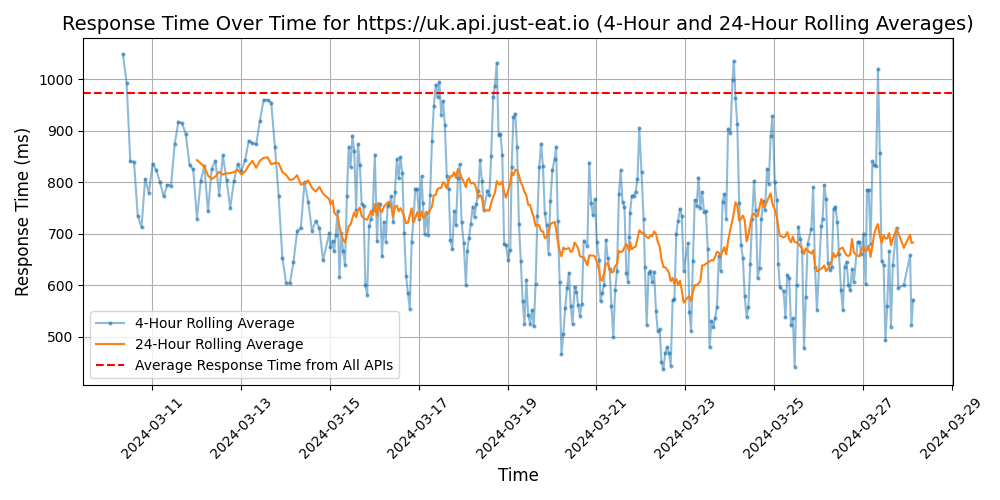 Response Time Over Time for https://uk.api.just-eat.io (4-Hour and 24-Hour Rolling Averages)
Response Time (ms)
1000
900
800
700
600
500
4-Hour Rolling Average
24-Hour Rolling Average
Average Response Time from All APIs
2024-03-11
2024-03-13
2024-03-15
2024-03-17
2024-03-19
2024-03-21
2024-03-23
2024-03-25
2024-03-27
2024-03-29
Time